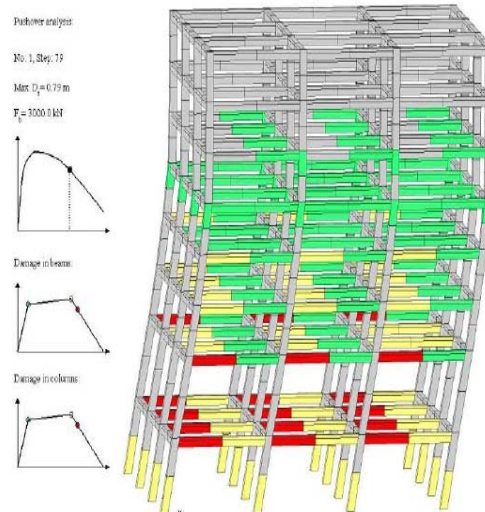 Pushover analysis:
No. 1, Step: 79
Max. D = 0.79 m
F = 3000.0 kN
Damage in beams:
Damage in columns: